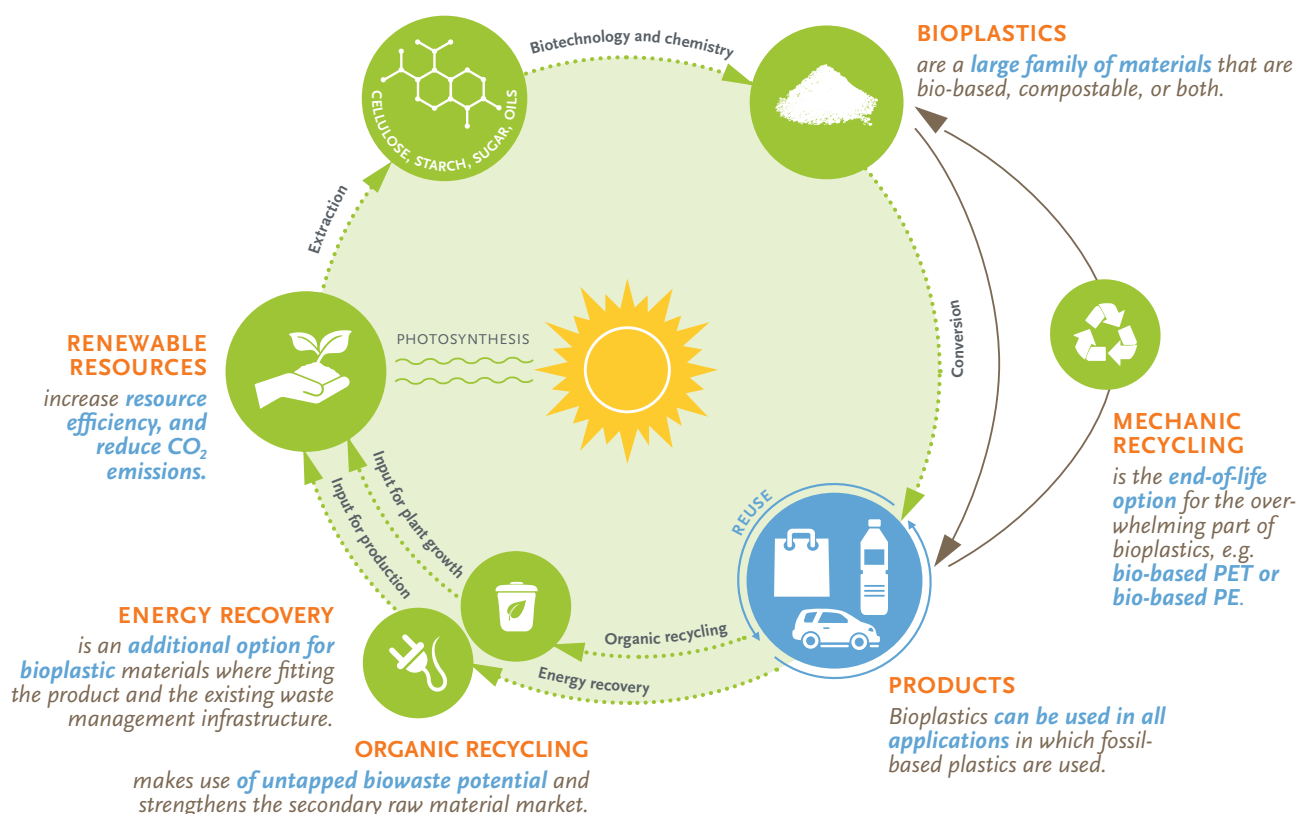 Biotechnology and chemistry
CELLULOSE, STARCH, SUGAR, OILS
BIOPLASTICS
are a large family of materials that are
bio-based, compostable, or both.
Extraction
Conversion
RENEWABLE
RESOURCES
increase resource
efficiency, and
reduce CO₂
emissions.
PHOTOSYNTHESIS
MECHANIC
RECYCLING
is the end-of-life
option for the over-
whelming part of
bioplastics, e.g.
bio-based PET or
bio-based PE.
Input for plant growth
Input for production
REUSE
ENERGY RECOVERY
is an additional option for
bioplastic materials where fitting
the product and the existing waste
management infrastructure.
Organic recycling
Energy recovery
PRODUCTS
Bioplastics can be used in all
applications in which fossil-
based plastics are used.
ORGANIC RECYCLING
makes use of untapped biowaste potential and
strengthens the secondary raw material market.